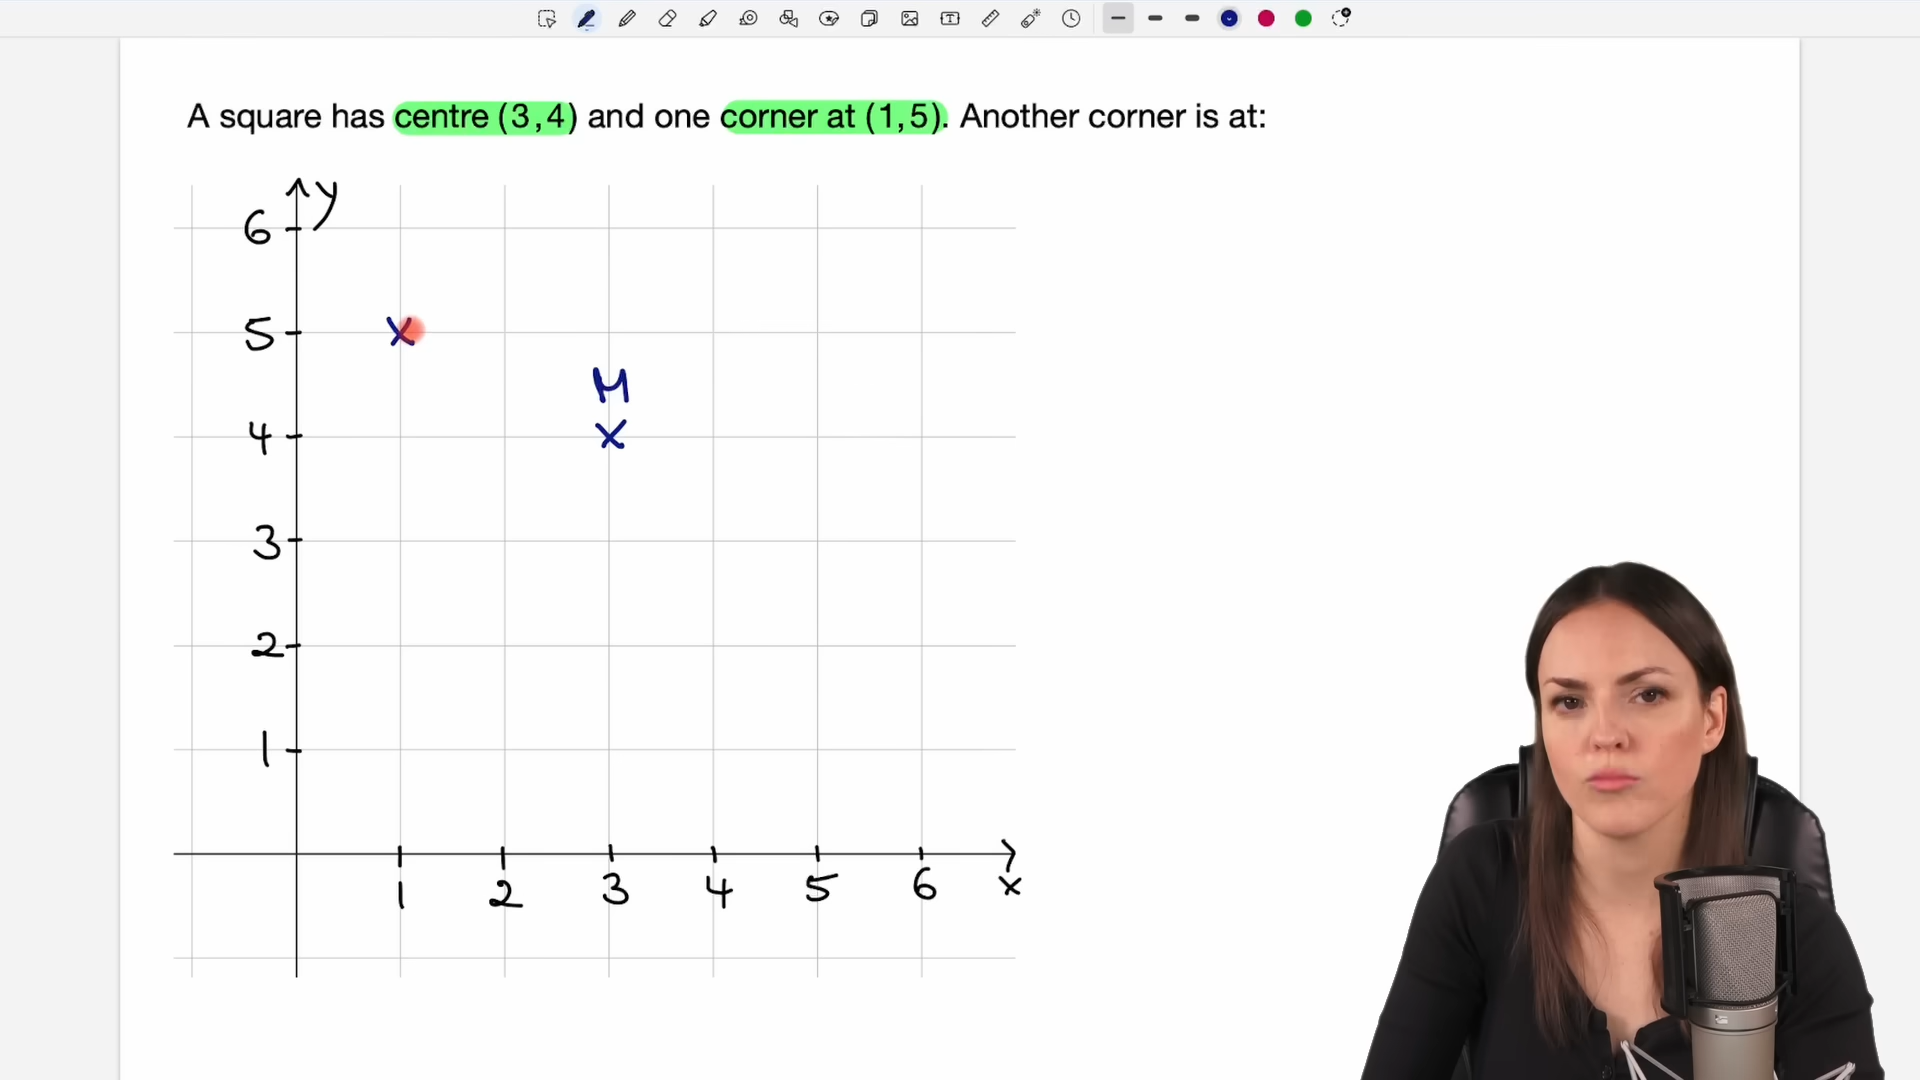 A square has centre (3,4) and one corner at (1,5). Another corner is at:
y
6
5
M
4
3
2
1
1 2 3 4 5 6 x